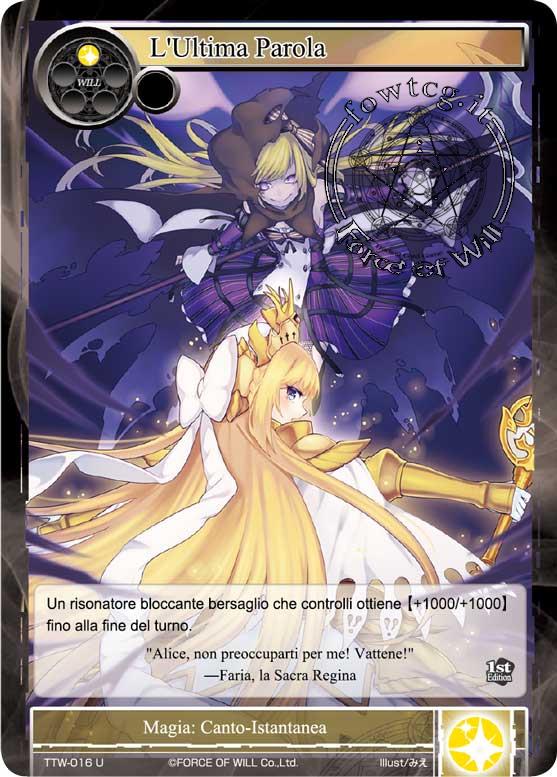 L'Ultima Parola
WILL
fowtcg.it
Force of Will
Un risonatore bloccante bersaglio che controlli ottiene【+1000/+1000】
fino alla fine del turno.
"Alice, non preoccuparti per me! Vattene!"
—Faria, la Sacra Regina
1st
Edition
Magia: Canto-Istantanea
TTW-016 U
©FORCE OF WILL Co.,Ltd.
Illust/みえ